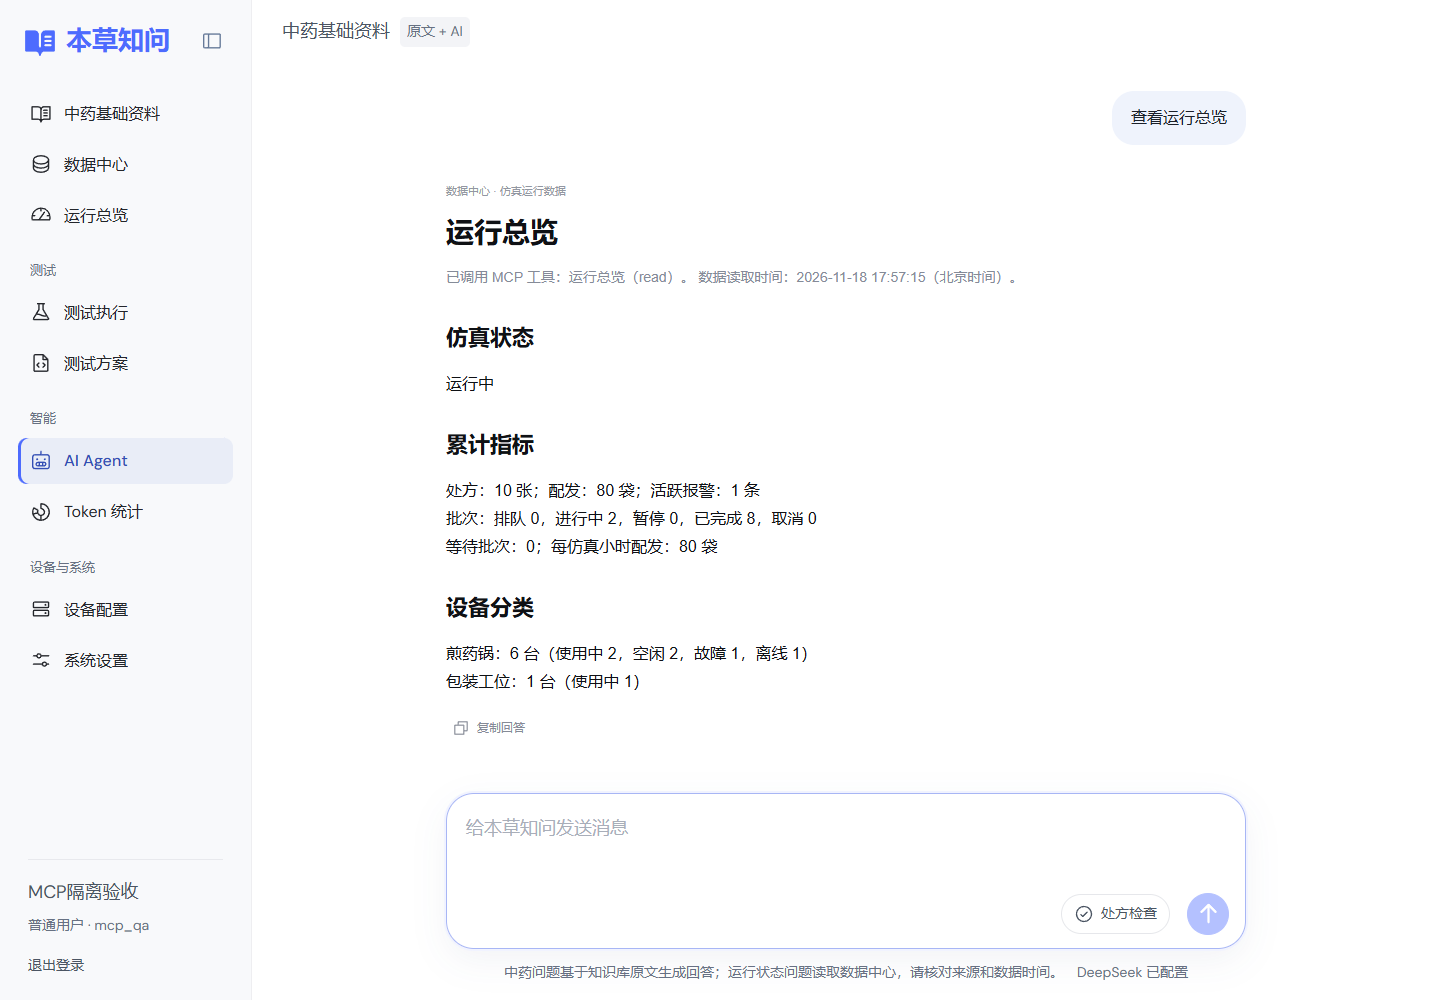 本草知问
中药基础资料
数据中心
运行总览
测试
测试执行
测试方案
智能
AI Agent
Token 统计
设备与系统
设备配置
系统设置
MCP隔离验收
普通用户 · mcp_qa
退出登录
中药基础资料 原文 + AI
查看运行总览
数据中心 · 仿真运行数据
运行总览
已调用 MCP 工具：运行总览（read）。 数据读取时间：2026-11-18 17:57:15（北京时间）。
仿真状态
运行中
累计指标
处方：10 张；配发：80 袋；活跃报警：1 条
批次：排队 0，进行中 2，暂停 0，已完成 8，取消 0
等待批次：0；每仿真小时配发：80 袋
设备分类
煎药锅：6 台（使用中 2，空闲 2，故障 1，离线 1）
包装工位：1 台（使用中 1）
复制回答
给本草知问发送消息
处方检查
中药问题基于知识库原文生成回答；运行状态问题读取数据中心，请核对来源和数据时间。 DeepSeek 已配置